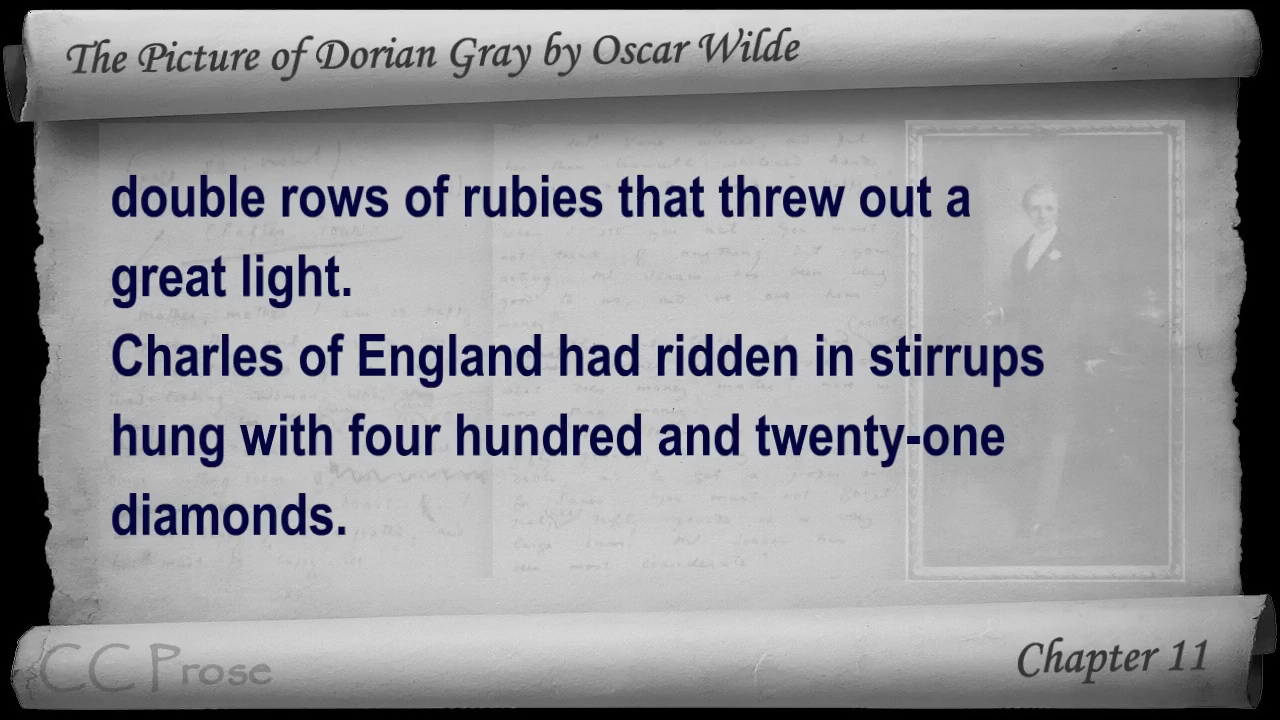 The Picture of Dorian Gray by Oscar Wilde
double rows of rubies that threw out a
great light.
Charles of England had ridden in stirrups
hung with four hundred and twenty-one
diamonds.
CC Prose
Chapter 11